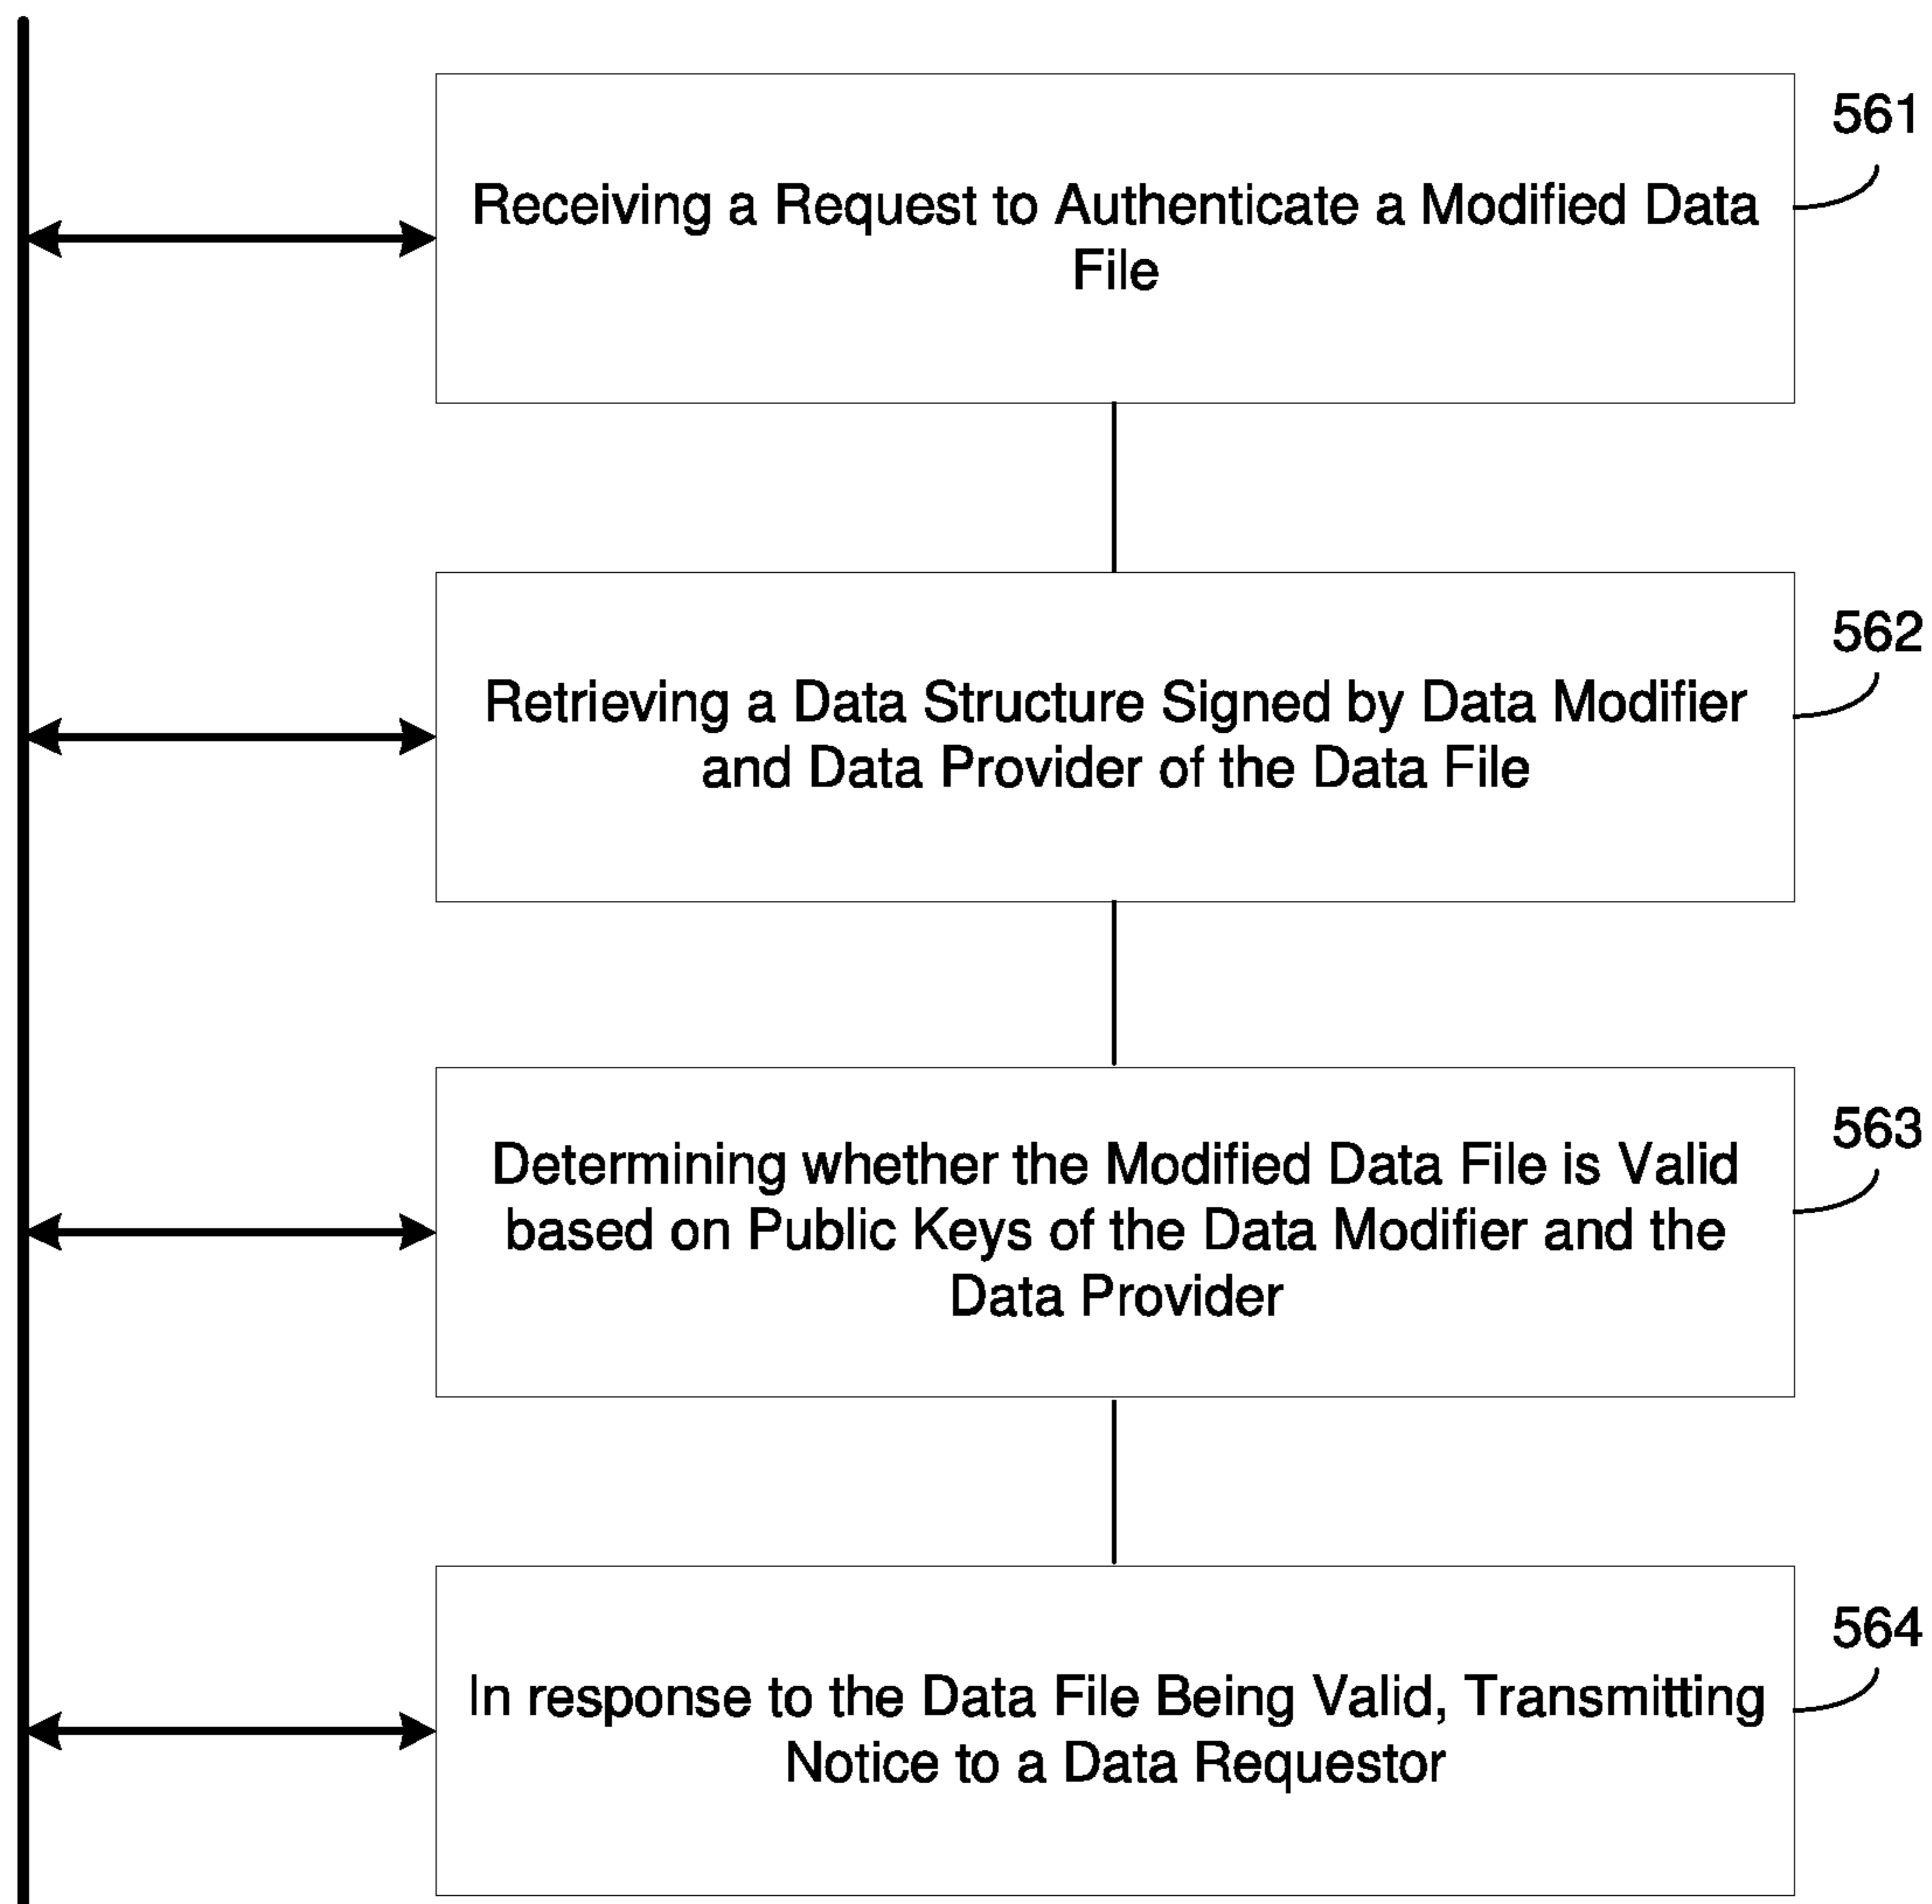 561
Receiving a Request to Authenticate a Modified Data
File
562
Retrieving a Data Structure Signed by Data Modifier
and Data Provider of the Data File
563
Determining whether the Modified Data File is Valid
based on Public Keys of the Data Modifier and the
Data Provider
564
In response to the Data File Being Valid, Transmitting
Notice to a Data Requestor